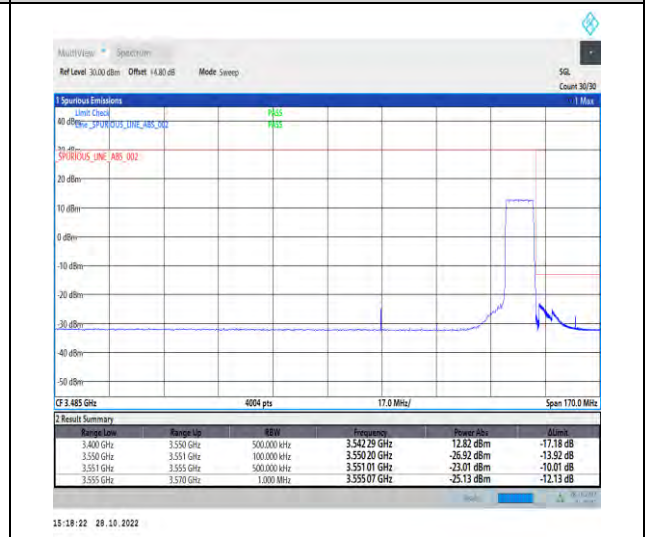 MultiView Spectrum
Ref Level 30.00 dBm Offset 14.80 dB Mode Sweep SGL
Count 30/30
1 Spurious Emissions 1 Max
Limit Check PASS
40 dBm Line _SPURIOUS_LINE_ABS_002 PASS
_SPURIOUS_LINE_ABS_002
20 dBm
10 dBm
0 dBm
-10 dBm
-20 dBm
-30 dBm
-40 dBm
-50 dBm
CF 3.485 GHz 4004 pts 17.0 MHz/ Span 170.0 MHz
2 Result Summary
Range Low Range Up RBW Frequency Power Abs ΔLimit
3.400 GHz 3.550 GHz 500.000 kHz 3.542 29 GHz 12.82 dBm -17.18 dB
3.550 GHz 3.551 GHz 100.000 kHz 3.550 20 GHz -26.92 dBm -13.92 dB
3.551 GHz 3.555 GHz 500.000 kHz 3.551 01 GHz -23.01 dBm -10.01 dB
3.555 GHz 3.570 GHz 1.000 MHz 3.555 07 GHz -25.13 dBm -12.13 dB
15:18:22 28.10.2022